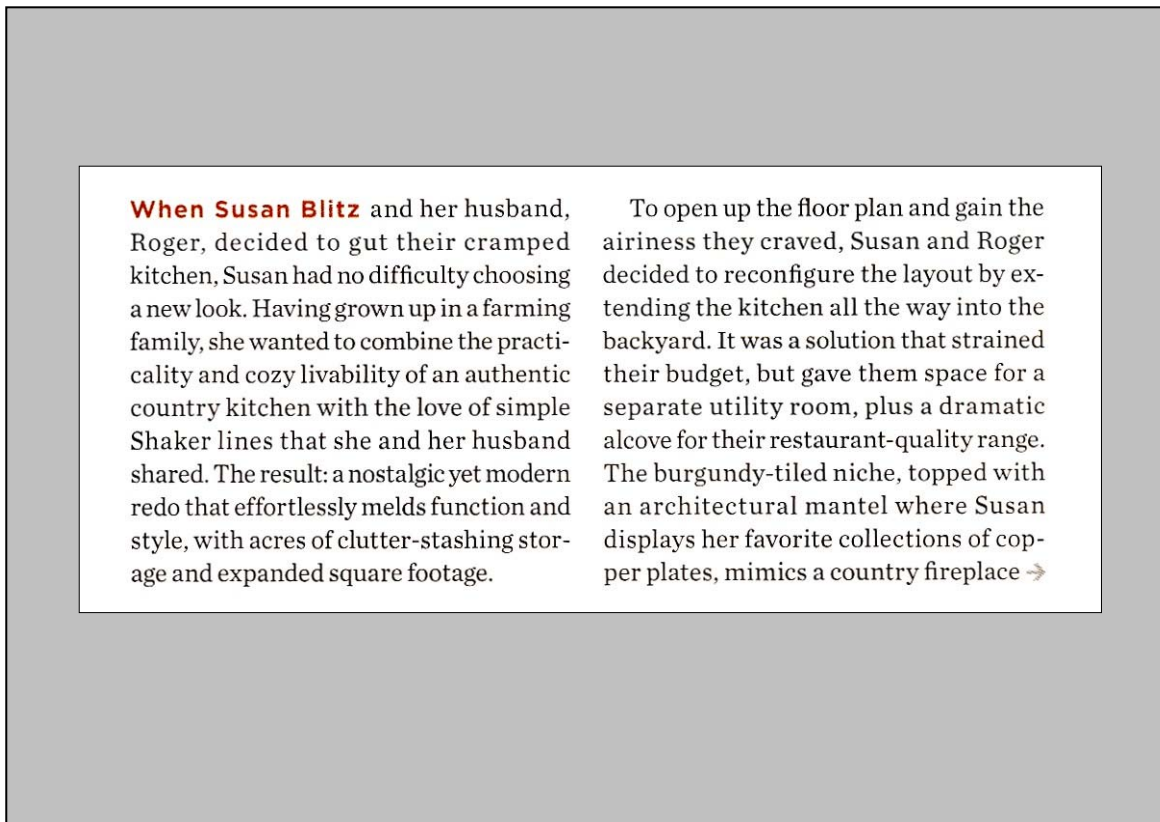 When Susan Blitz and her husband,
Roger, decided to gut their cramped
kitchen, Susan had no difficulty choosing
a new look. Having grown up in a farming
family, she wanted to combine the practi-
cality and cozy livability of an authentic
country kitchen with the love of simple
Shaker lines that she and her husband
shared. The result: a nostalgic yet modern
redo that effortlessly melds function and
style, with acres of clutter-stashing stor-
age and expanded square footage.
To open up the floor plan and gain the
airiness they craved, Susan and Roger
decided to reconfigure the layout by ex-
tending the kitchen all the way into the
backyard. It was a solution that strained
their budget, but gave them space for a
separate utility room, plus a dramatic
alcove for their restaurant-quality range.
The burgundy-tiled niche, topped with
an architectural mantel where Susan
displays her favorite collections of cop-
per plates, mimics a country fireplace →